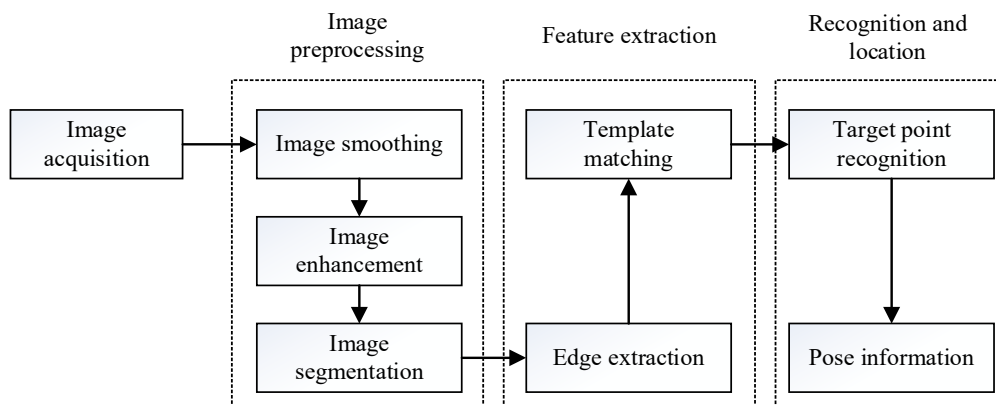 Image
preprocessing
Feature extraction
Recognition and
location
Image
acquisition
Image smoothing
Template
matching
Target point
recognition
Image
enhancement
Image
segmentation
Edge extraction
Pose information